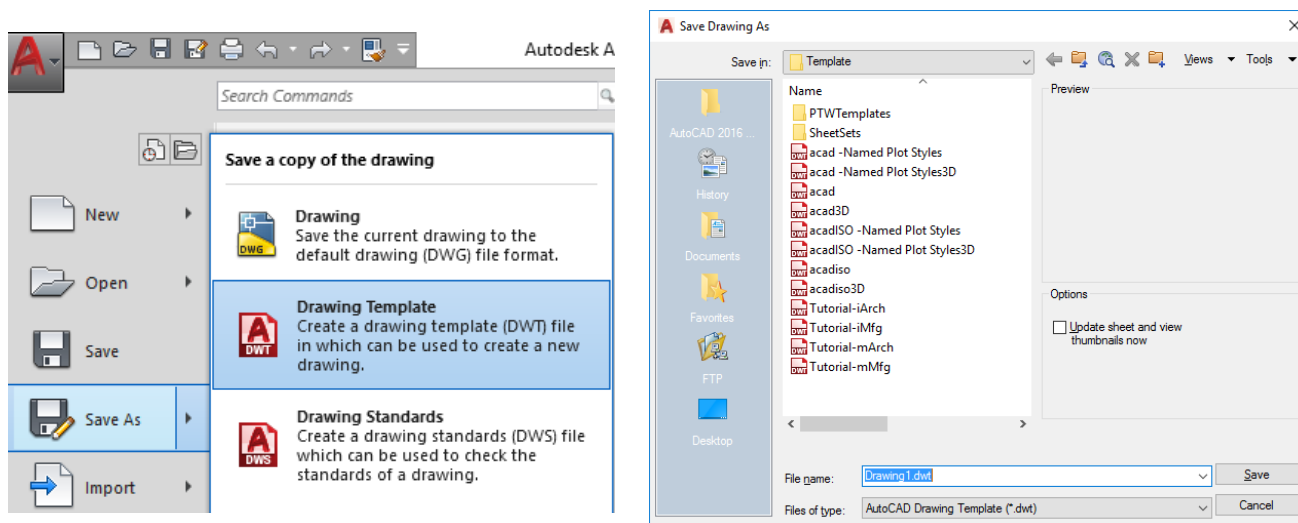 Autodesk A
Search Commands
Save a copy of the drawing
New
Open
Save
Save As
Import
Drawing
Save the current drawing to the
default drawing (DWG) file format.
DWG
Drawing Template
Create a drawing template (DWT) file
in which can be used to create a new
drawing.
DWT
Drawing Standards
Create a drawing standards (DWS) file
which can be used to check the
standards of a drawing.
DWS
Save Drawing As
Save in:
Template
Views
Tools
AutoCAD 2016 ...
History
Documents
Favorites
FTP
Desktop
Name
PTWTemplates
SheetSets
acad -Named Plot Styles
acad -Named Plot Styles3D
acad
acad3D
acadISO -Named Plot Styles
acadISO -Named Plot Styles3D
acadiso
acadiso3D
Tutorial-iArch
Tutorial-iMfg
Tutorial-mArch
Tutorial-mMfg
Preview
Options
Update sheet and view
thumbnails now
File name:
Drawing1.dwt
Save
Files of type:
AutoCAD Drawing Template (*.dwt)
Cancel